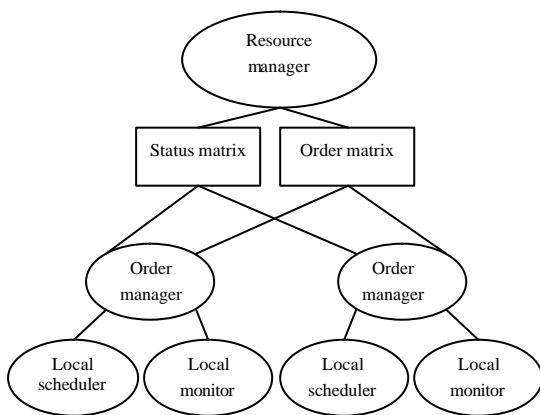 Resource
manager
Status matrix
Order matrix
Order
manager
Order
manager
Local
scheduler
Local
monitor
Local
scheduler
Local
monitor